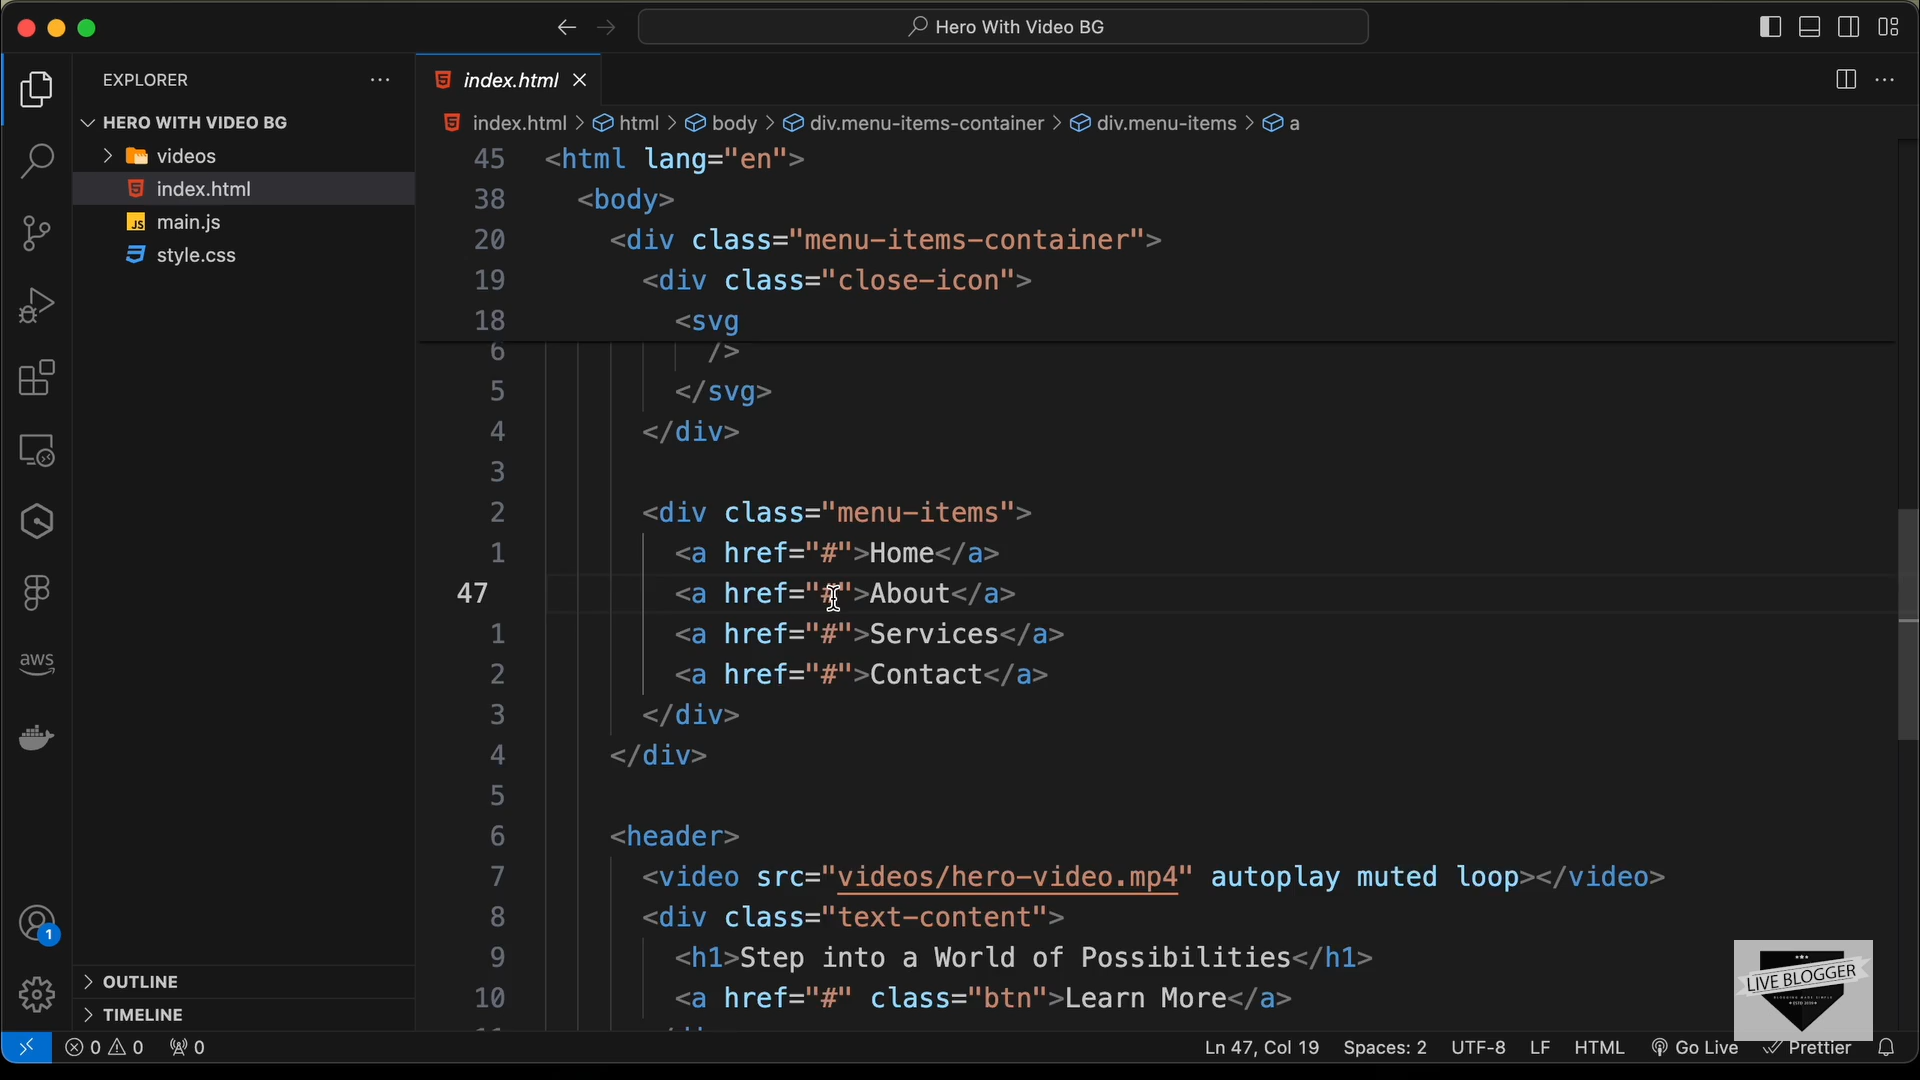 Hero With Video BG
EXPLORER
index.html
HERO WITH VIDEO BG
videos
index.html
main.js
style.css
index.html > html > body > div.menu-items-container > div.menu-items > a
45 <html lang="en">
38 <body>
20 <div class="menu-items-container">
19 <div class="close-icon">
18 <svg
6 />
5 </svg>
4 </div>
3
2 <div class="menu-items">
1 <a href="#">Home</a>
47 <a href="#">About</a>
1 <a href="#">Services</a>
2 <a href="#">Contact</a>
3 </div>
4 </div>
5
6 <header>
7 <video src="videos/hero-video.mp4" autoplay muted loop></video>
8 <div class="text-content">
9 <h1>Step into a World of Possibilities</h1>
10 <a href="#" class="btn">Learn More</a>
aws
1
OUTLINE
TIMELINE
LIVE BLOGGER
0 0 0
Ln 47, Col 19 Spaces: 2 UTF-8 LF HTML Go Live Prettier